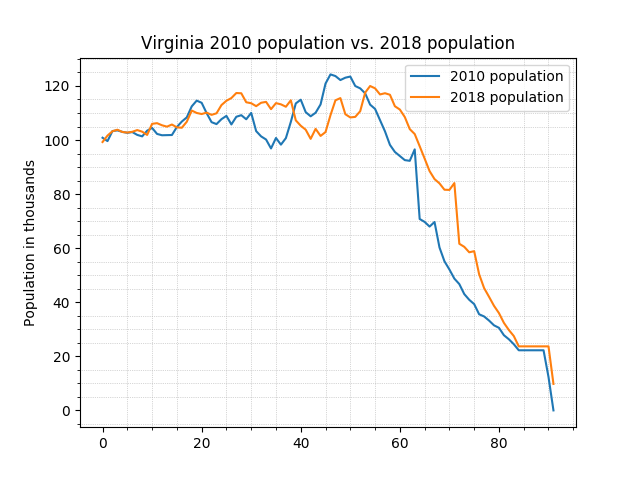 Virginia 2010 population vs. 2018 population
2010 population
2018 population
Population in thousands
120
100
80
60
40
20
0
0 20 40 60 80